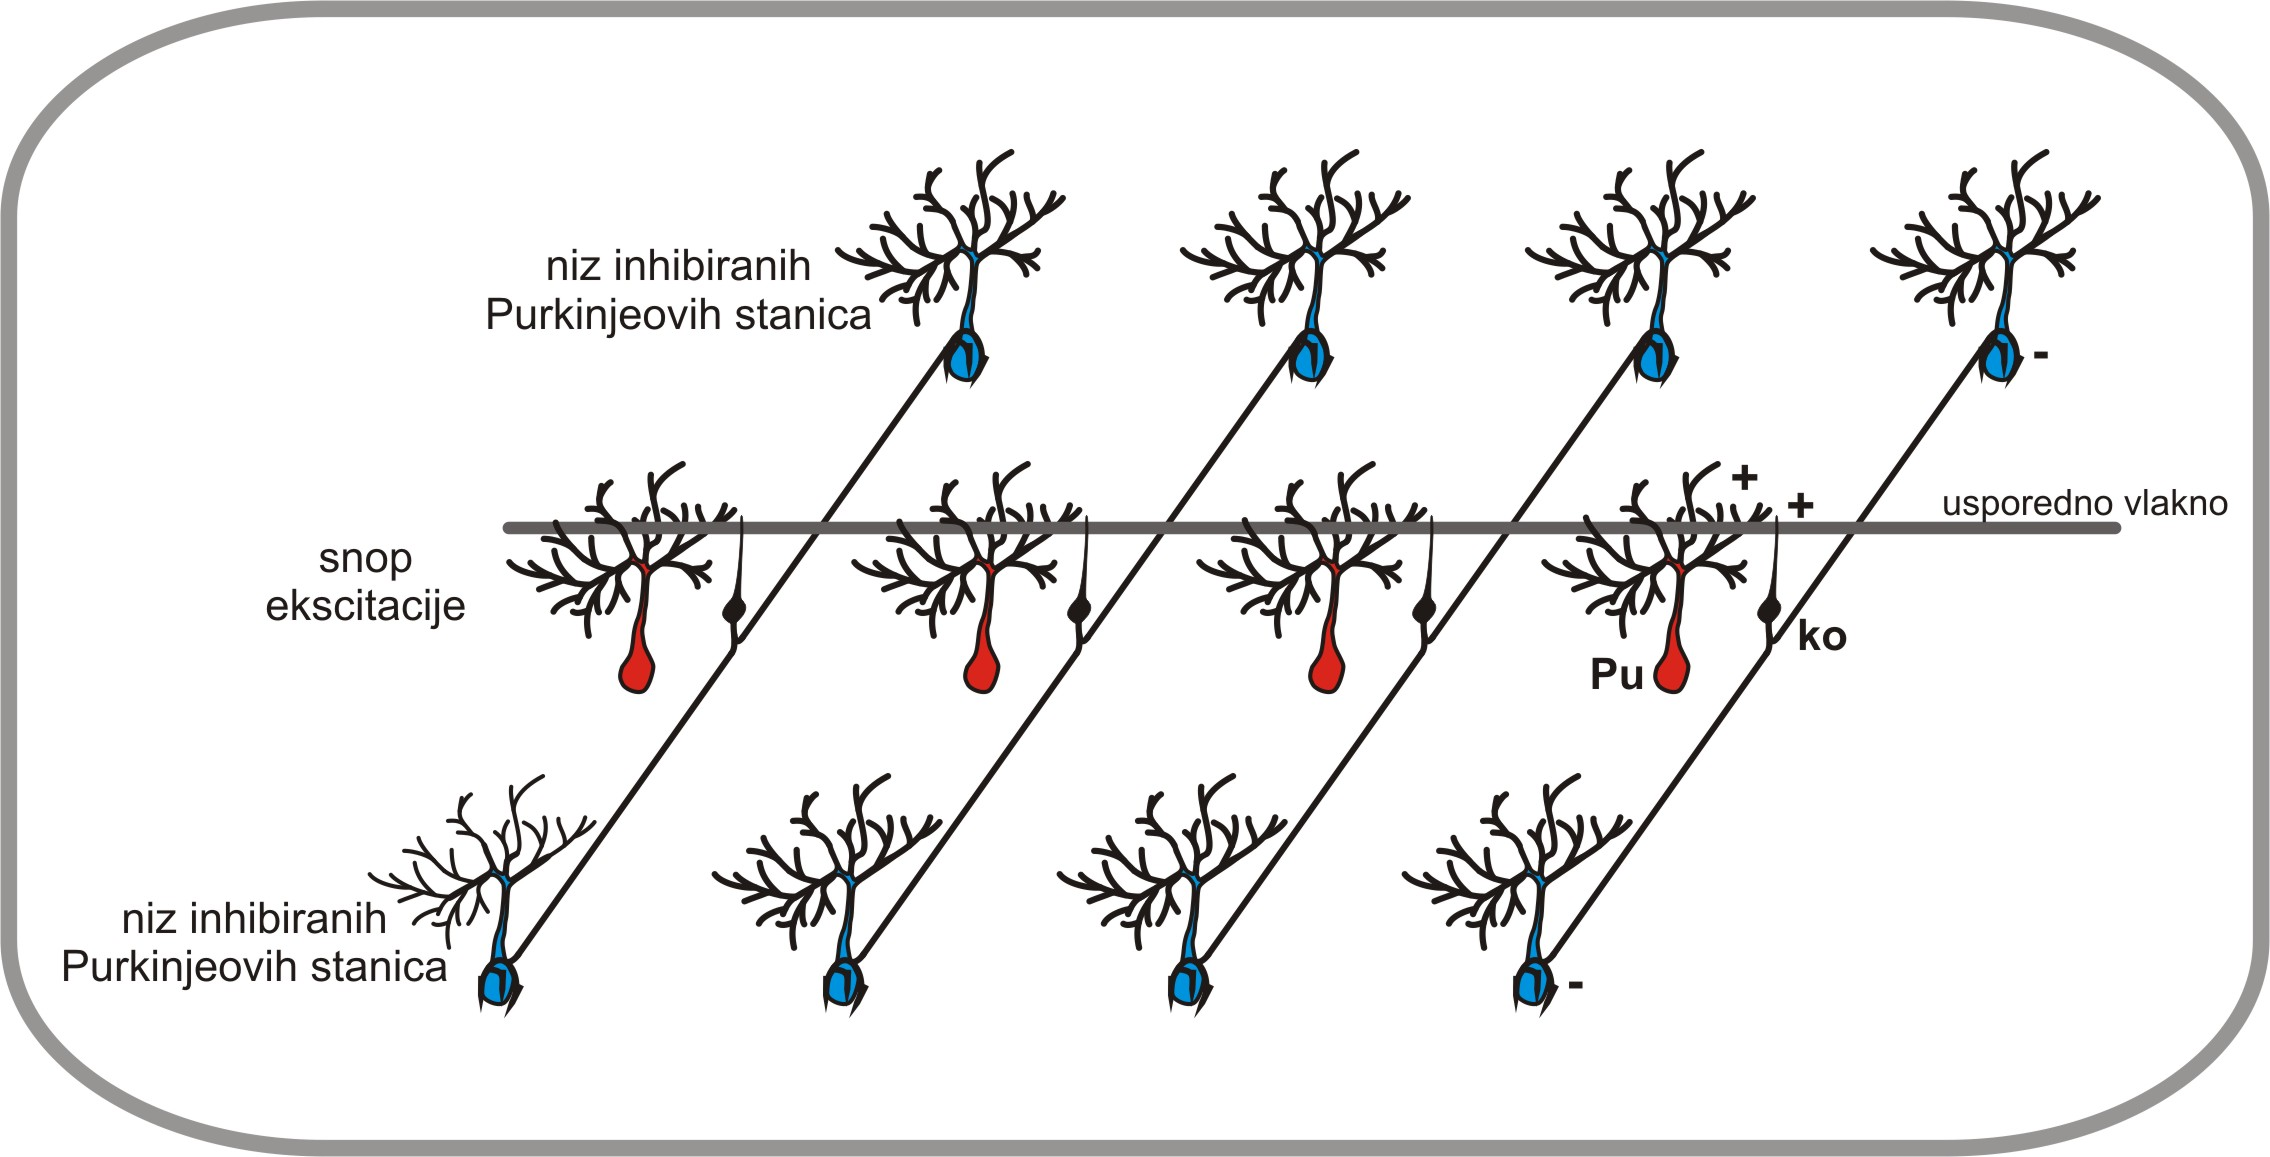 niz inhibiranih
Purkinjeovih stanica
-
+
+
usporedno vlakno
snop
ekscitacije
ko
Pu
niz inhibiranih
Purkinjeovih stanica
-